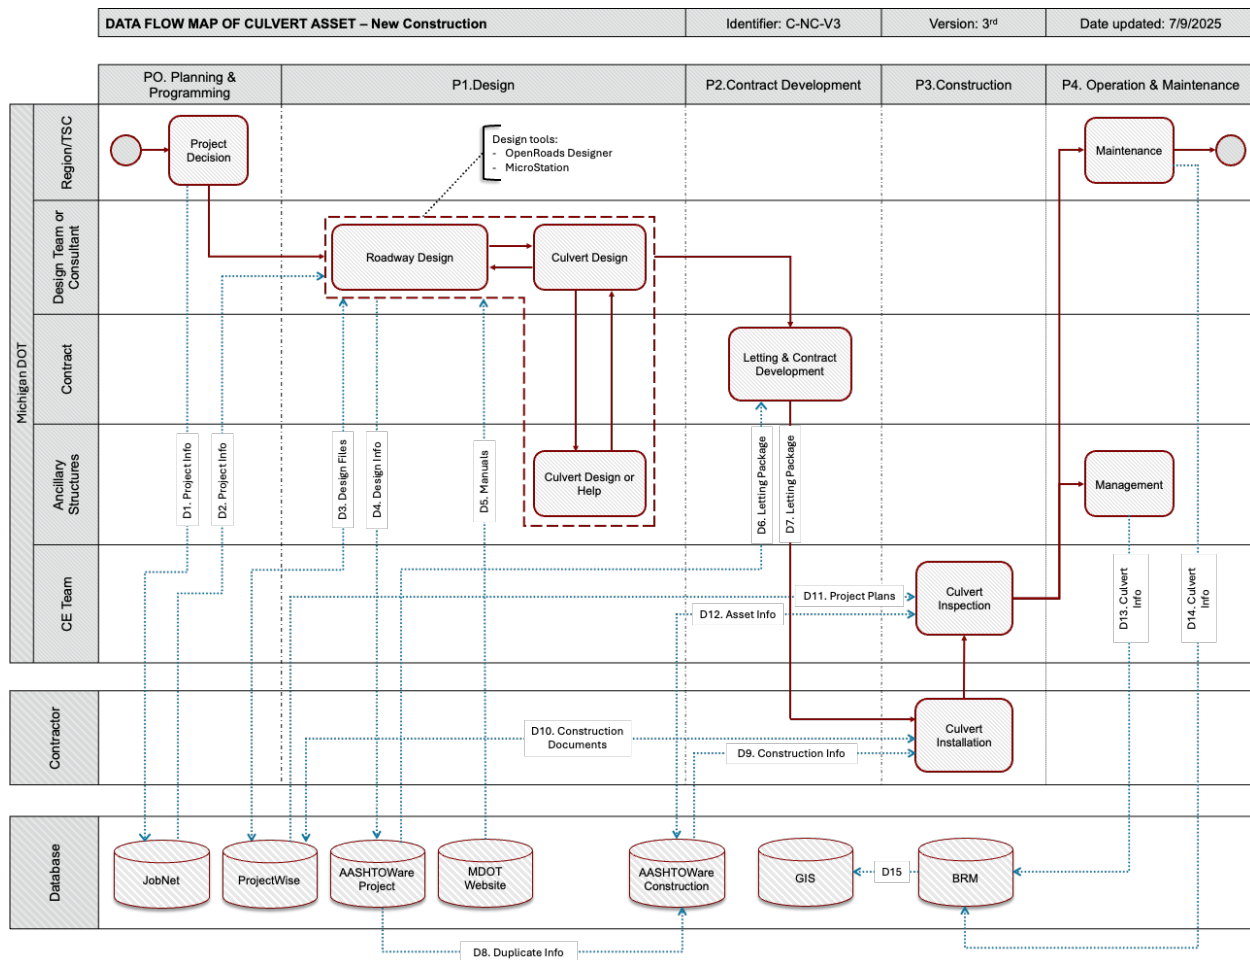 DATA FLOW MAP OF CULVERT ASSET – New Construction
Identifier: C-NC-V3
Version: 3rd
Date updated: 7/9/2025
PO. Planning &
Programming
P1.Design
P2.Contract Development
P3.Construction
P4. Operation & Maintenance
Michigan DOT
Region/TSC
Project
Decision
Design tools:
- OpenRoads Designer
- MicroStation
Maintenance
Design Team or
Consultant
Roadway Design
Culvert Design
Contract
Letting & Contract
Development
Ancillary
Structures
D1. Project Info
D2. Project Info
D3. Design Files
D4. Design Info
D5. Manuals
Culvert Design or
Help
D6. Letting Package
D7. Letting Package
Management
CE Team
D11. Project Plans
D12. Asset Info
Culvert
Inspection
D13. Culvert
Info
D14. Culvert
Info
Contractor
D10. Construction
Documents
D9. Construction Info
Culvert
Installation
Database
JobNet
ProjectWise
AASHTOWare
Project
MDOT
Website
AASHTOWare
Construction
GIS
D15
BRM
D8. Duplicate Info